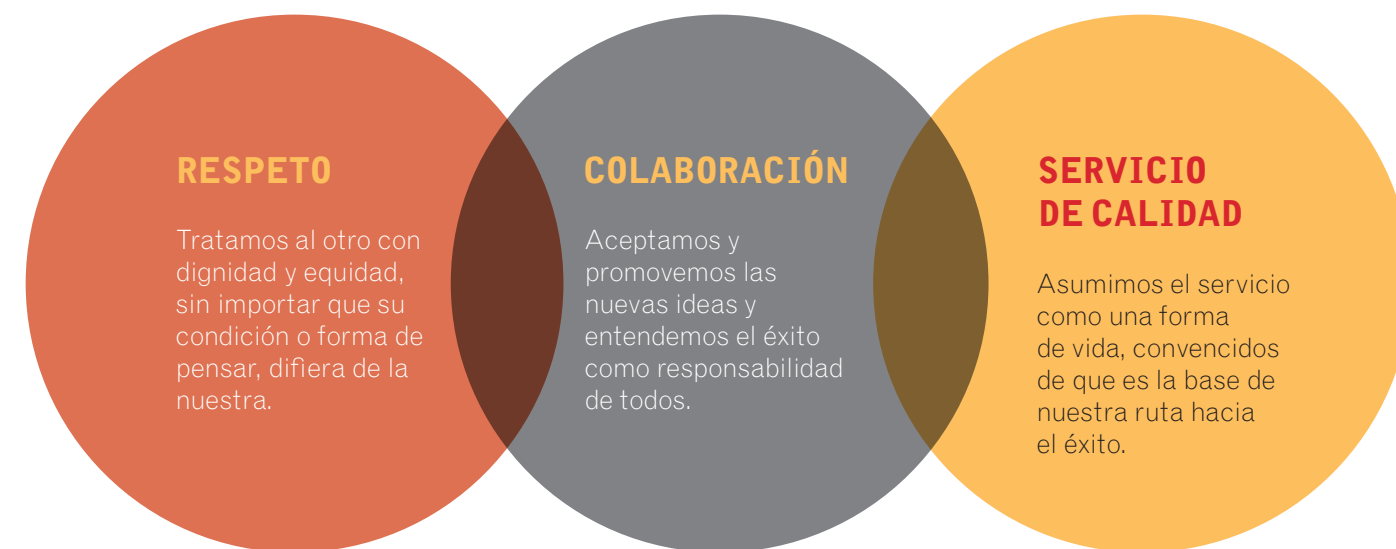 RESPETO
Tratamos al otro con
dignidad y equidad,
sin importar que su
condición o forma de
pensar, difiera de la
nuestra.
COLABORACIÓN
Aceptamos y
promovemos las
nuevas ideas y
entendemos el éxito
como responsabilidad
de todos.
SERVICIO
DE CALIDAD
Asumimos el servicio
como una forma
de vida, convencidos
de que es la base de
nuestra ruta hacia
el éxito.